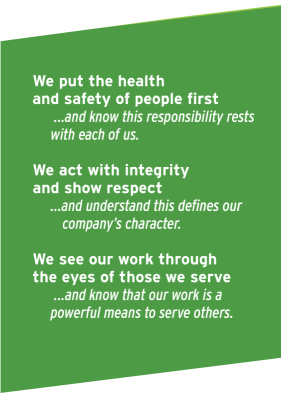 We put the health
and safety of people first
...and know this responsibility rests
with each of us.
We act with integrity
and show respect
...and understand this defines our
company's character.
We see our work through
the eyes of those we serve
...and know that our work is a
powerful means to serve others.